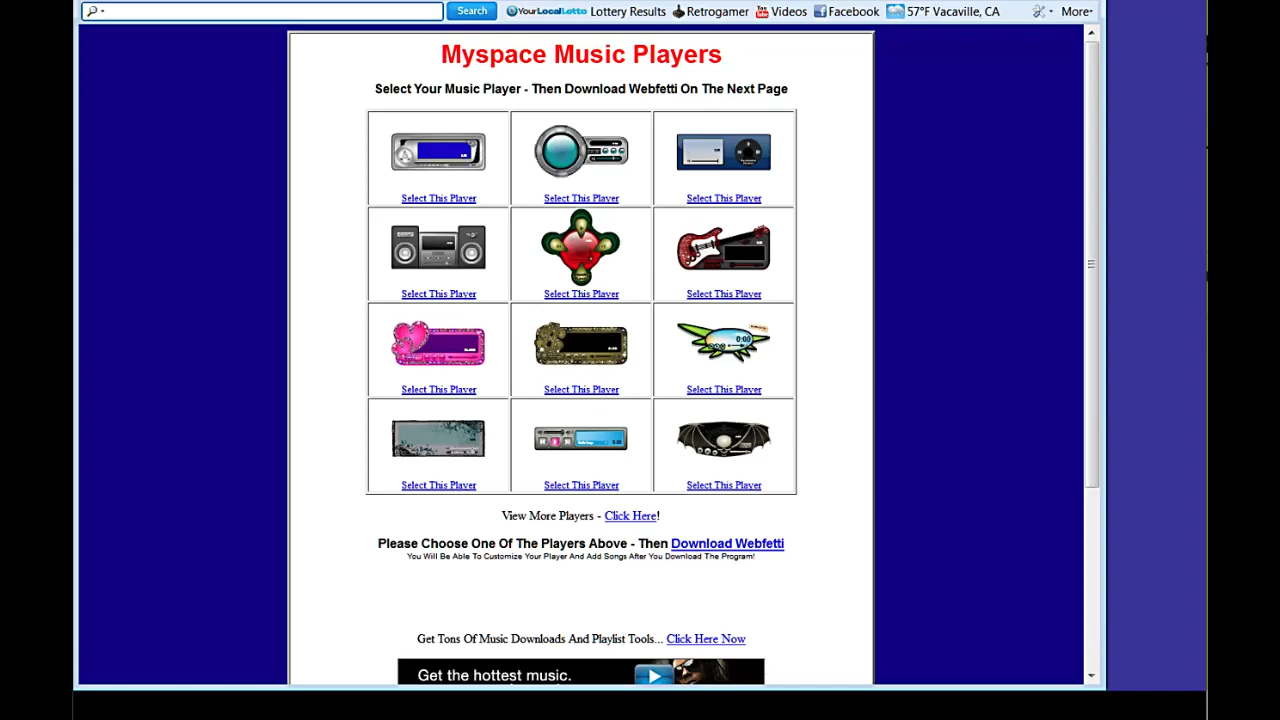 Search YourLocalLotto Lottery Results Retrogamer You Tube Videos Facebook 57°F Vacaville, CA More
Myspace Music Players
Select Your Music Player - Then Download Webfetti On The Next Page
Select This Player Select This Player Select This Player
Select This Player Select This Player Select This Player
0:00
Select This Player Select This Player Select This Player
Select This Player Select This Player Select This Player
View More Players - Click Here!
Please Choose One Of The Players Above - Then Download Webfetti
You Will Be Able To Customize Your Player And Add Songs After You Download The Program!
Get Tons Of Music Downloads And Playlist Tools... Click Here Now
Get the hottest music.